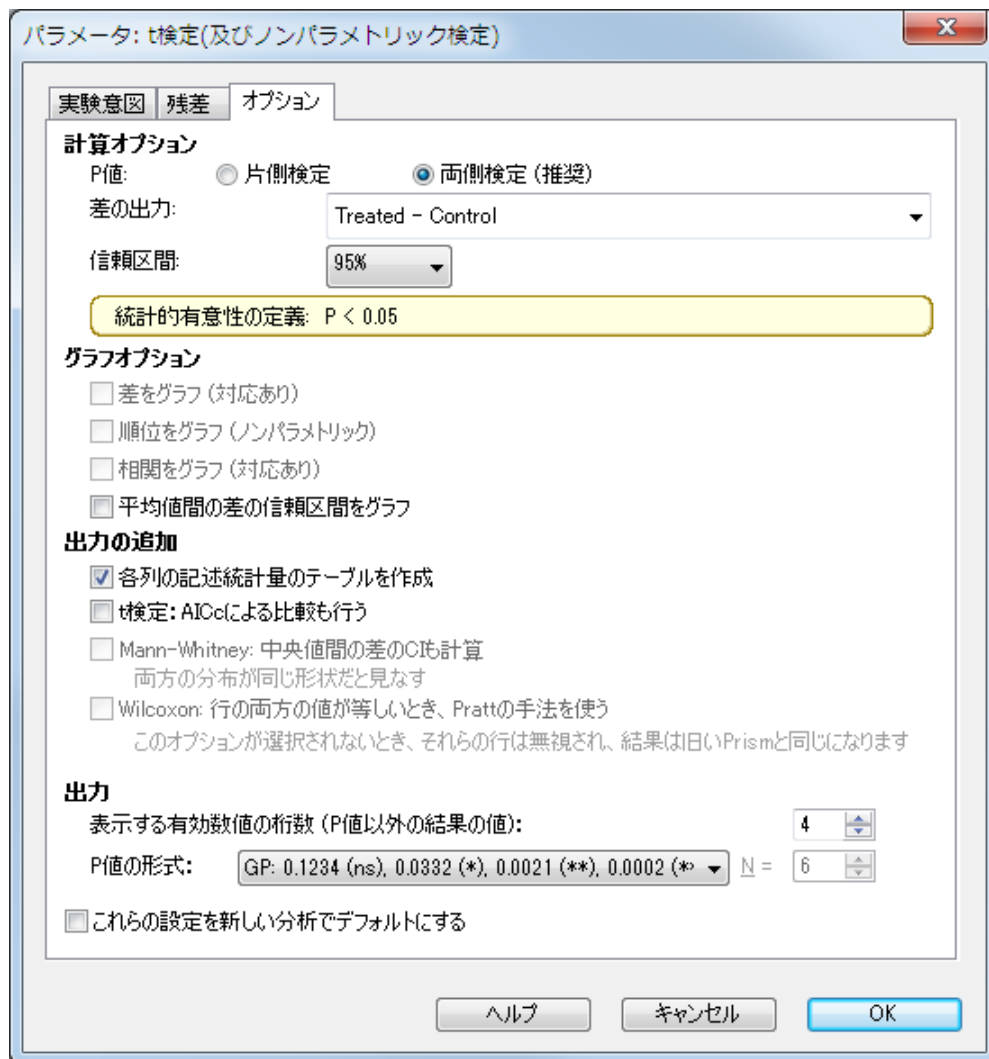 パラメータ: t検定(及びノンパラメトリック検定)
実験意図 残差 オプション
計算オプション
P値: 片側検定 両側検定 (推奨)
差の出力: Treated - Control
信頼区間: 95%
統計的有意性の定義: P < 0.05
グラフオプション
差をグラフ (対応あり)
順位をグラフ (ノンパラメトリック)
相関をグラフ (対応あり)
平均値間の差の信頼区間をグラフ
出力の追加
各列の記述統計量のテーブルを作成
t検定: AICcによる比較も行う
Mann-Whitney: 中央値間の差のCIも計算
両方の分布が同じ形状だと見なす
Wilcoxon: 行の両方の値が等しいとき、Prattの手法を使う
このオプションが選択されないとき、それらの行は無視され、結果は旧いPrismと同じになります
出力
表示する有効数値の桁数 (P値以外の結果の値): 4
P値の形式: GP: 0.1234 (ns), 0.0332 (*), 0.0021 (**), 0.0002 (* N = 6
これらの設定を新しい分析でデフォルトにする
ヘルプ キャンセル OK